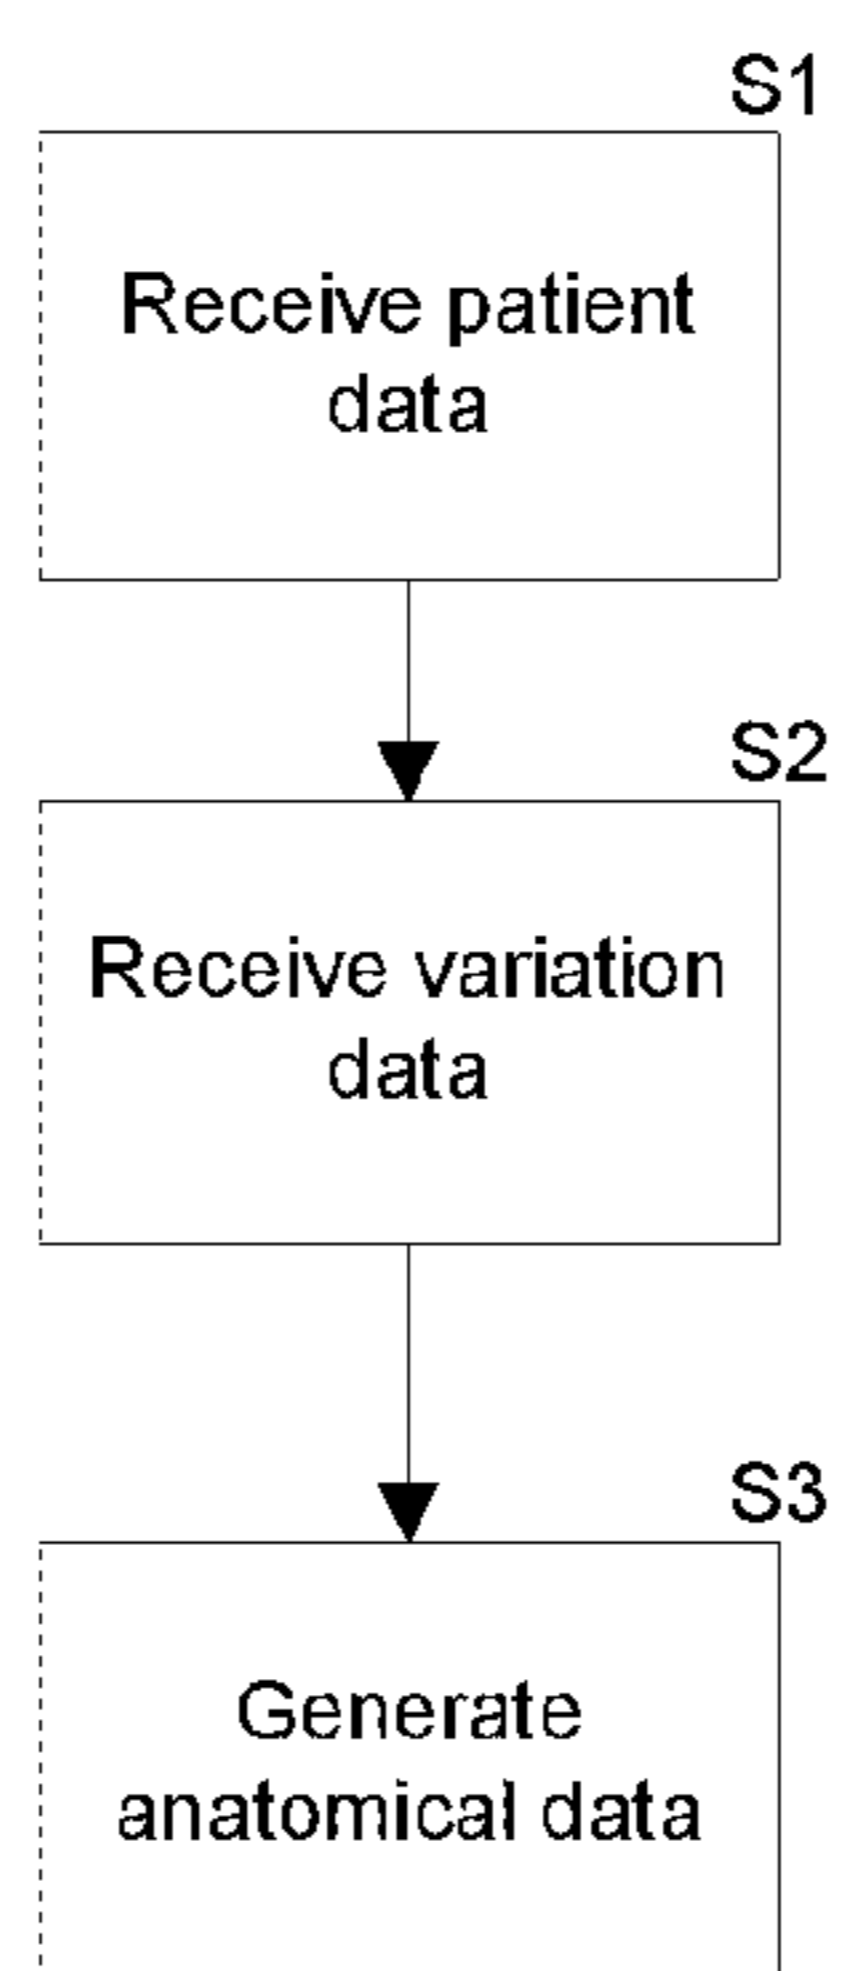 S1
Receive patient
data
S2
Receive variation
data
S3
Generate
anatomical data